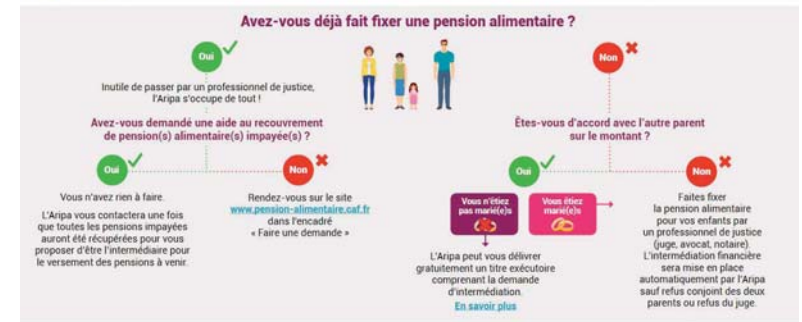 Avez-vous déjà fait fixer une pension alimentaire ?
Oui
Inutile de passer par un professionnel de justice,
l'Aripa s'occupe de tout !
Avez-vous demandé une aide au recouvrement
de pension(s) alimentaire(s) impayée(s) ?
Oui
Vous n'avez rien à faire.
L'Aripa vous contactera une fois
que toutes les pensions impayées
auront été récupérées pour vous
proposer d'être l'intermédiaire pour
le versement des pensions à venir.
Non
Rendez-vous sur le site
www.pension-alimentaire.caf.fr
dans l'encadré
« Faire une demande »
Non
Êtes-vous d'accord avec l'autre parent
sur le montant ?
Oui
Vous n'étiez
pas marié(e)s
Vous étiez
marié(e)s
L'Aripa peut vous délivrer
gratuitement un titre exécutoire
comprenant la demande
d'intermédiation.
En savoir plus
Non
Faites fixer
la pension alimentaire
pour vos enfants par
un professionnel de justice
(juge, avocat, notaire).
L'intermédiation financière
sera mise en place
automatiquement par l'Aripa
sauf refus conjoint des deux
parents ou refus du juge.